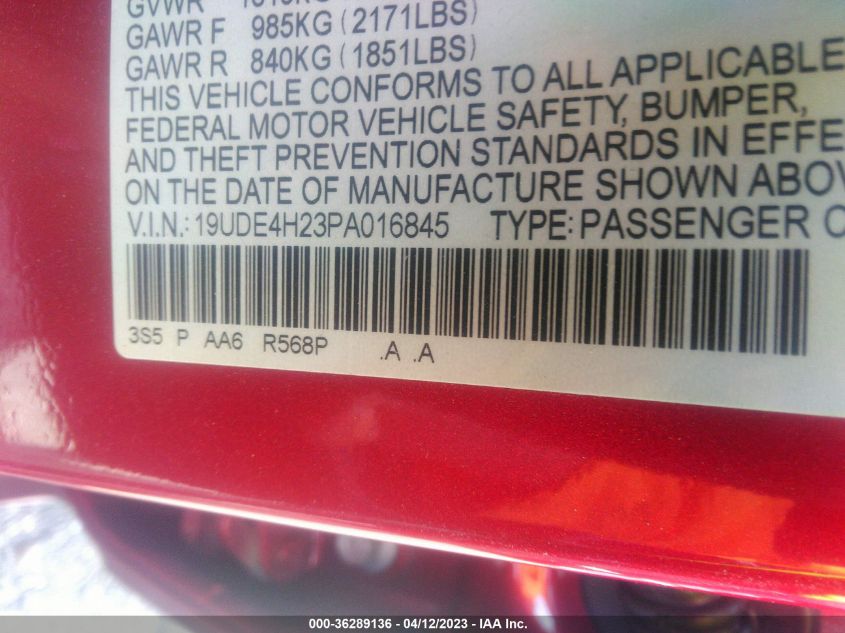 GVWR
GAWR F 985KG (2171LBS)
GAWR R 840KG (1851LBS)
THIS VEHICLE CONFORMS TO ALL APPLICABLE
FEDERAL MOTOR VEHICLE SAFETY, BUMPER,
AND THEFT PREVENTION STANDARDS IN EFFE
ON THE DATE OF MANUFACTURE SHOWN ABOV
V.I.N.: 19UDE4H23PA016845 TYPE: PASSENGER C
3S5 P AA6 R568P .A .A
000-36289136 - 04/12/2023 - IAA Inc.